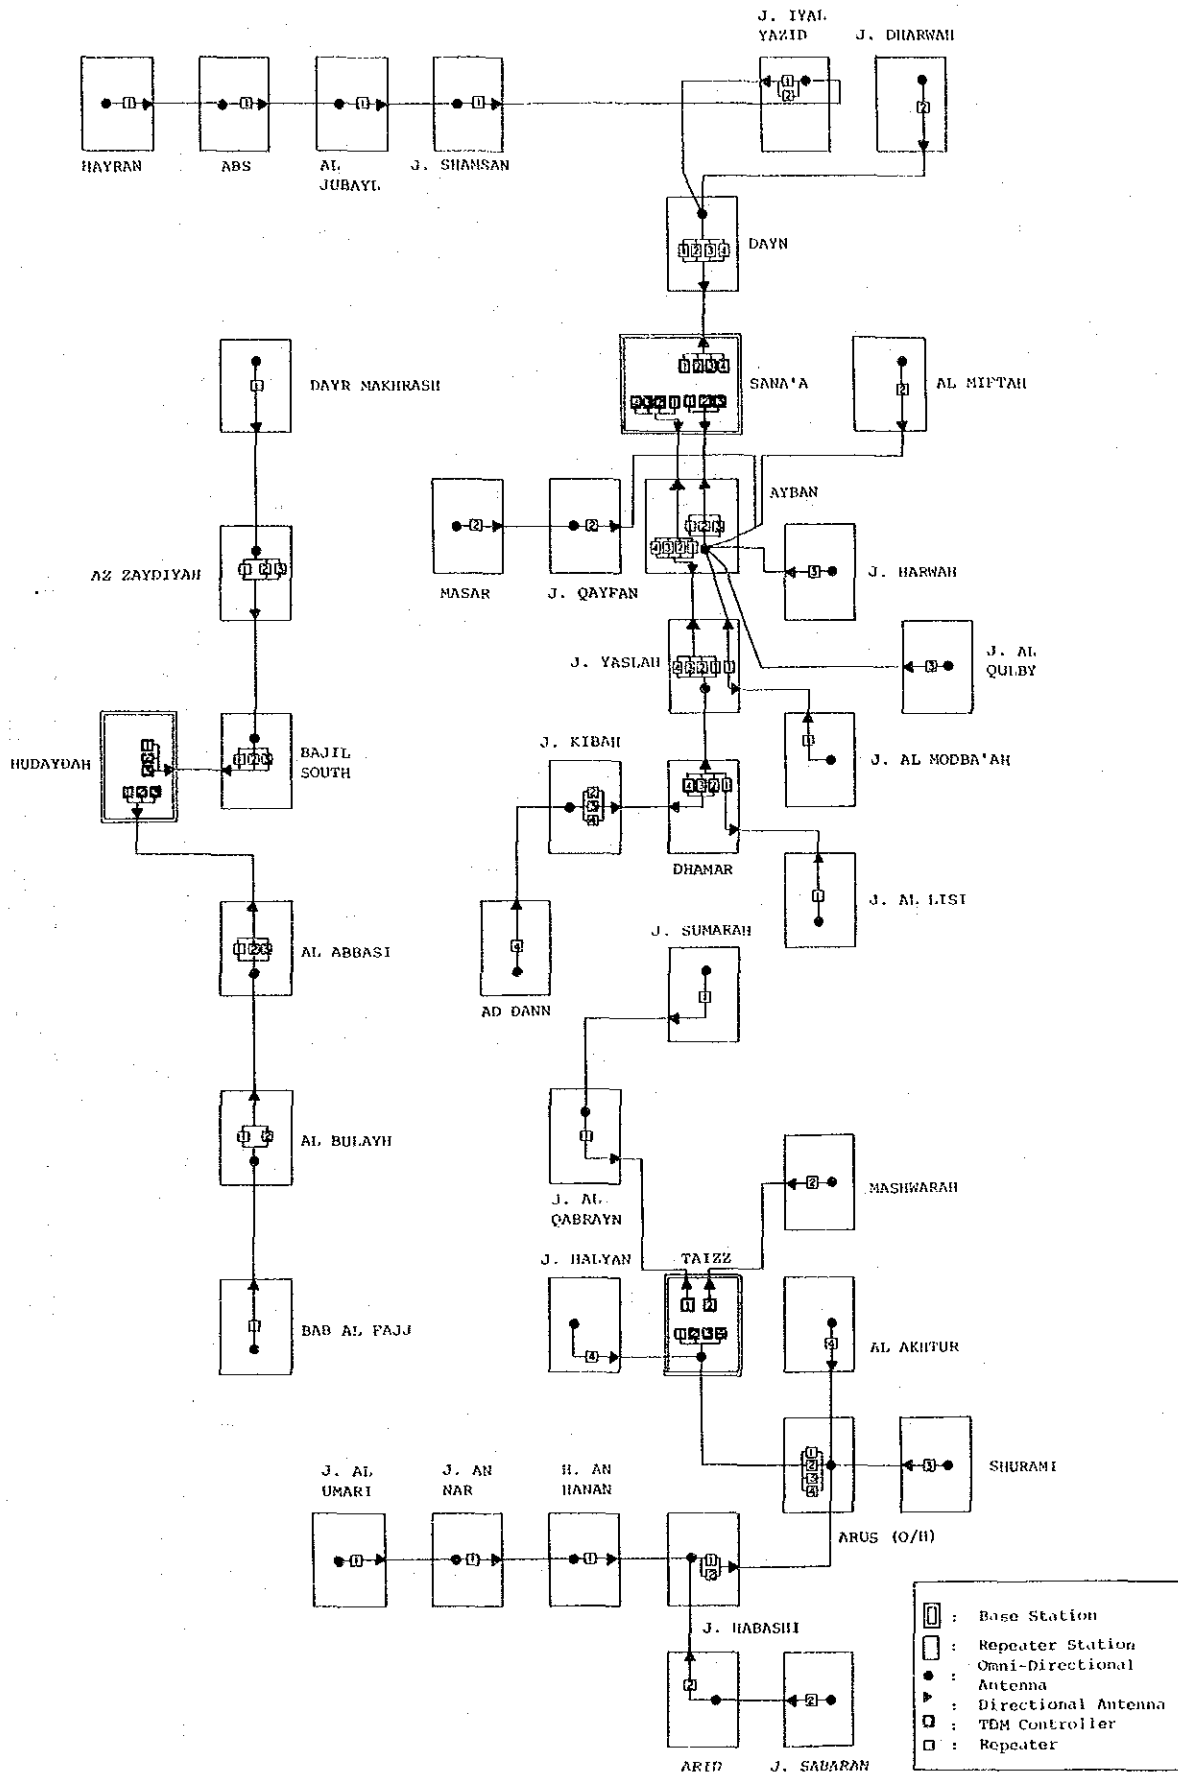 J. IYAL
YAZID
J. DHARWAH
HAYRAN
ABS
AL
JUBAYL
J. SHANSAN
DAYN
DAYR MAKHRASH
SANA'A
AL MIFTAH
AYBAN
AZ ZAYDIYAH
MASAR
J. QAYFAN
J. HARWAH
J. YASLAH
J. AL
QULBY
HUDAYDAH
BAJIL
SOUTH
J. KIBAH
J. AL MODBA'AH
DHAMAR
J. AL LISI
AL ABBASI
J. SUMARAH
AD DANN
AL BULAYH
J. AL
QABRAYN
MASHWARAH
J. HALYAN
TAIZZ
BAB AL FAJJ
AL AKHTUR
J. AL
UMARI
J. AN
NAR
H. AN
HANAN
SHURAMI
ARUS (O/H)
J. HABASHI
ARID
J. SABARAN
: Base Station
: Repeater Station
: Omni-Directional
Antenna
: Directional Antenna
: TDM Controller
: Repeater